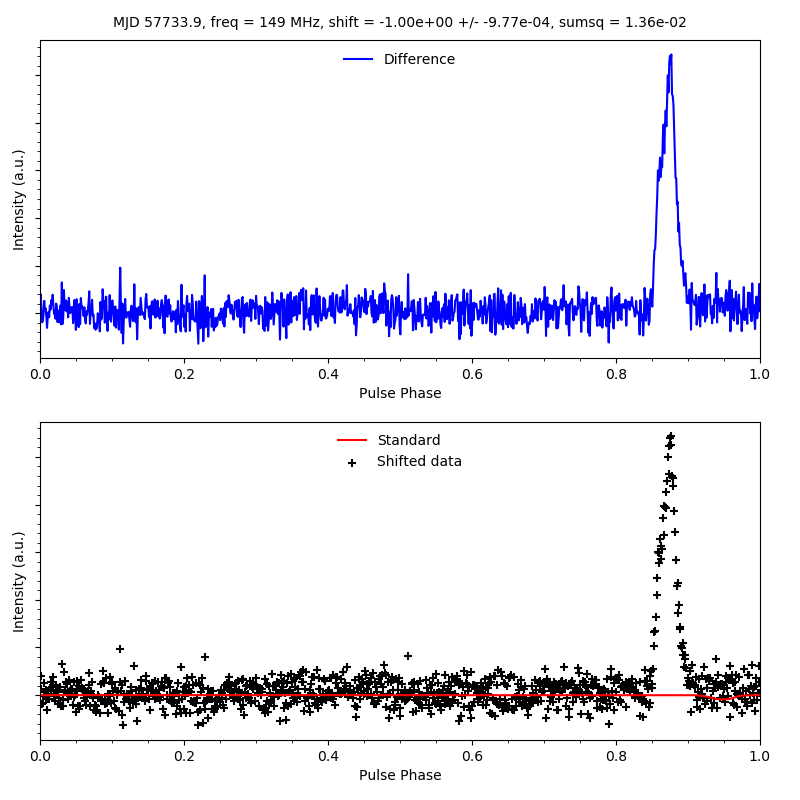 MJD 57733.9, freq = 149 MHz, shift = -1.00e+00 +/- -9.77e-04, sumsq = 1.36e-02
Difference
Intensity (a.u.)
0.0 0.2 0.4 0.6 0.8 1.0
Pulse Phase
Standard
Shifted data
Intensity (a.u.)
0.0 0.2 0.4 0.6 0.8 1.0
Pulse Phase